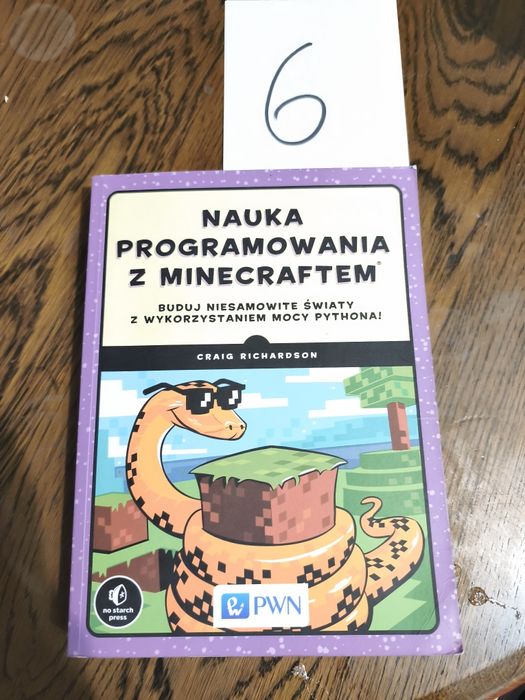 6
NAUKA
PROGRAMOWANIA
Z MINECRAFTEM®
BUDUJ NIESAMOWITE ŚWIATY
Z WYKORZYSTANIEM MOCY PYTHONA!
CRAIG RICHARDSON
no starch
press
PWN